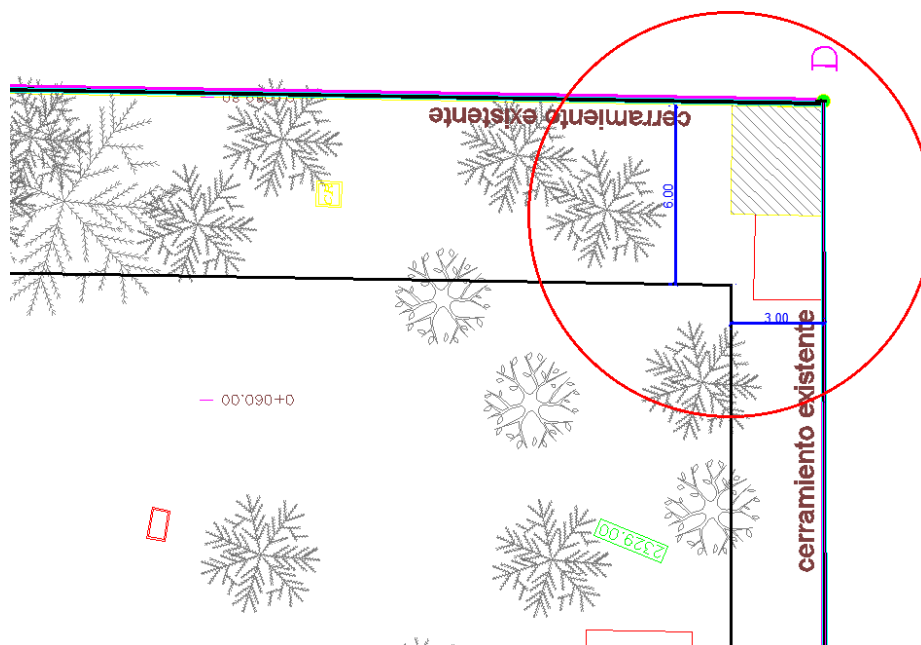 D
cerramiento existente
6.00
3.00
cerramiento existente
0+060.00
2329.00